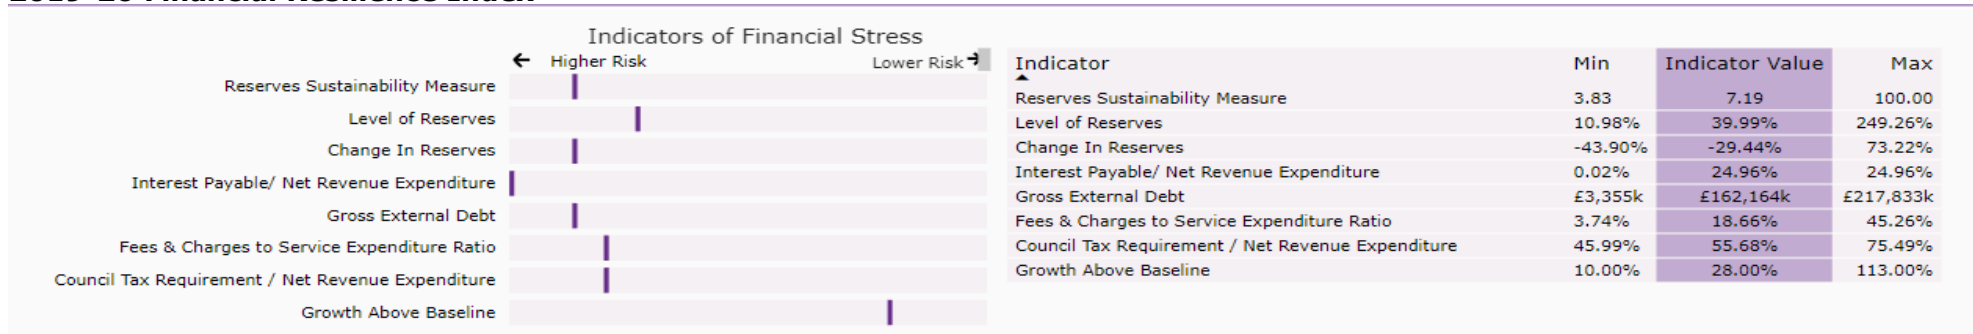 Indicators of Financial Stress
← Higher Risk Lower Risk →
Reserves Sustainability Measure
Level of Reserves
Change In Reserves
Interest Payable/ Net Revenue Expenditure
Gross External Debt
Fees & Charges to Service Expenditure Ratio
Council Tax Requirement / Net Revenue Expenditure
Growth Above Baseline
Indicator Min Indicator Value Max
Reserves Sustainability Measure 3.83 7.19 100.00
Level of Reserves 10.98% 39.99% 249.26%
Change In Reserves -43.90% -29.44% 73.22%
Interest Payable/ Net Revenue Expenditure 0.02% 24.96% 24.96%
Gross External Debt £3,355k £162,164k £217,833k
Fees & Charges to Service Expenditure Ratio 3.74% 18.66% 45.26%
Council Tax Requirement / Net Revenue Expenditure 45.99% 55.68% 75.49%
Growth Above Baseline 10.00% 28.00% 113.00%